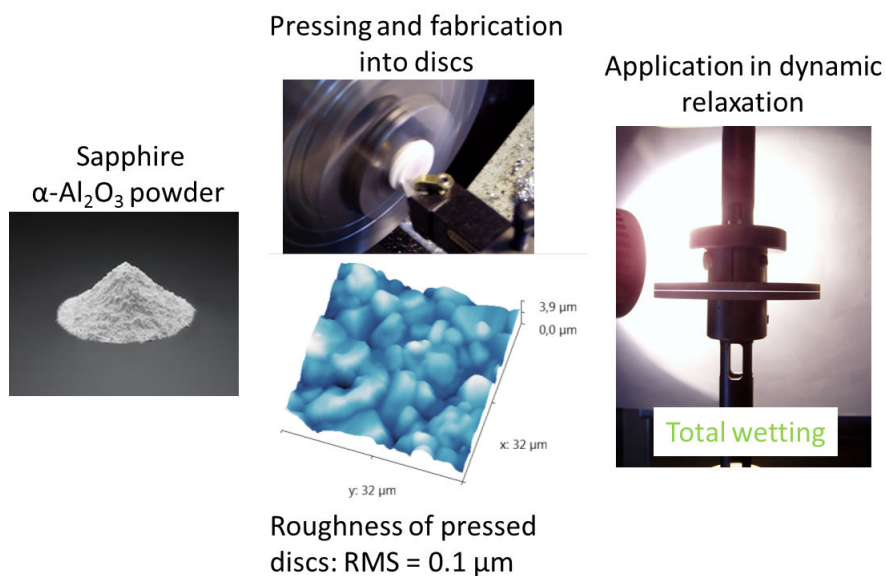 Sapphire
α-Al₂O₃ powder
Pressing and fabrication
into discs
3,9 µm
0,0 µm
x: 32 µm
y: 32 µm
Roughness of pressed
discs: RMS = 0.1 µm
Application in dynamic
relaxation
Total wetting